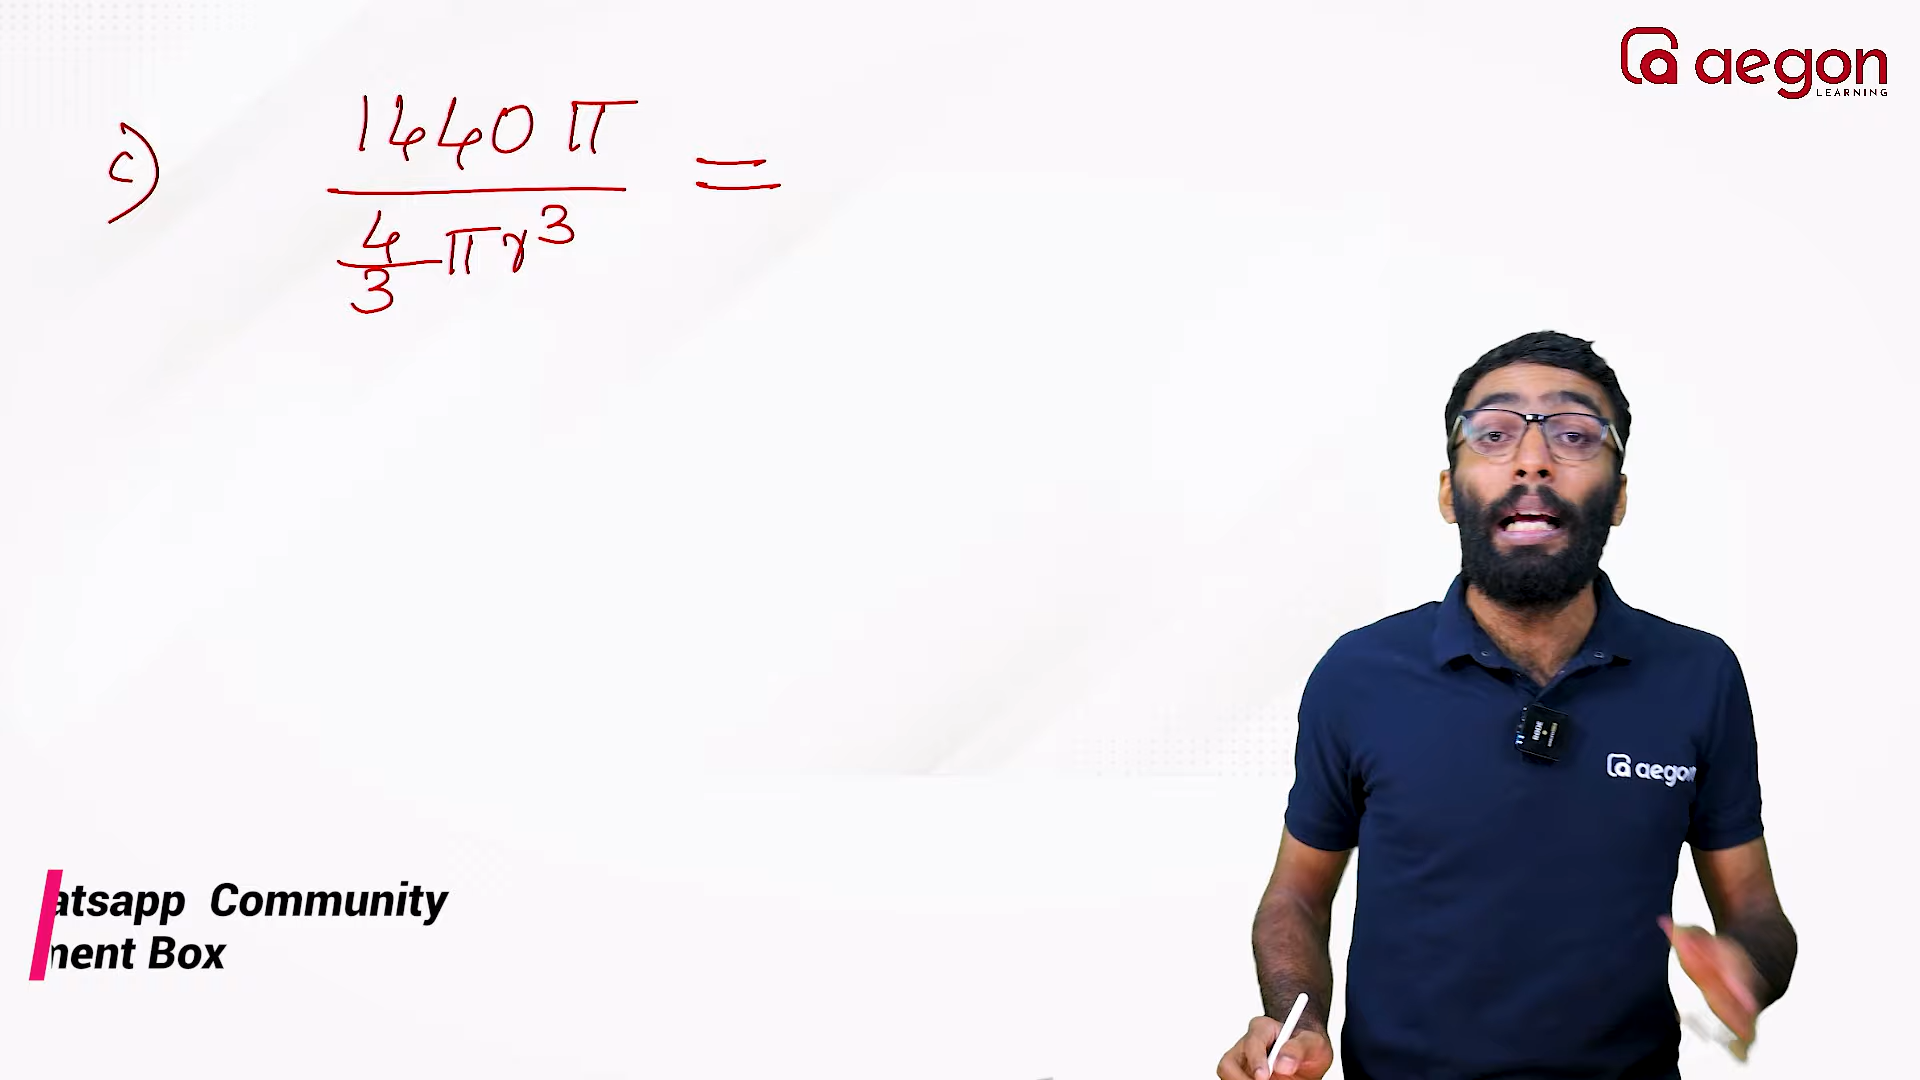 aegon
LEARNING
c) 1440 π =
4/3 π r³
aegon
atsapp Community
nent Box